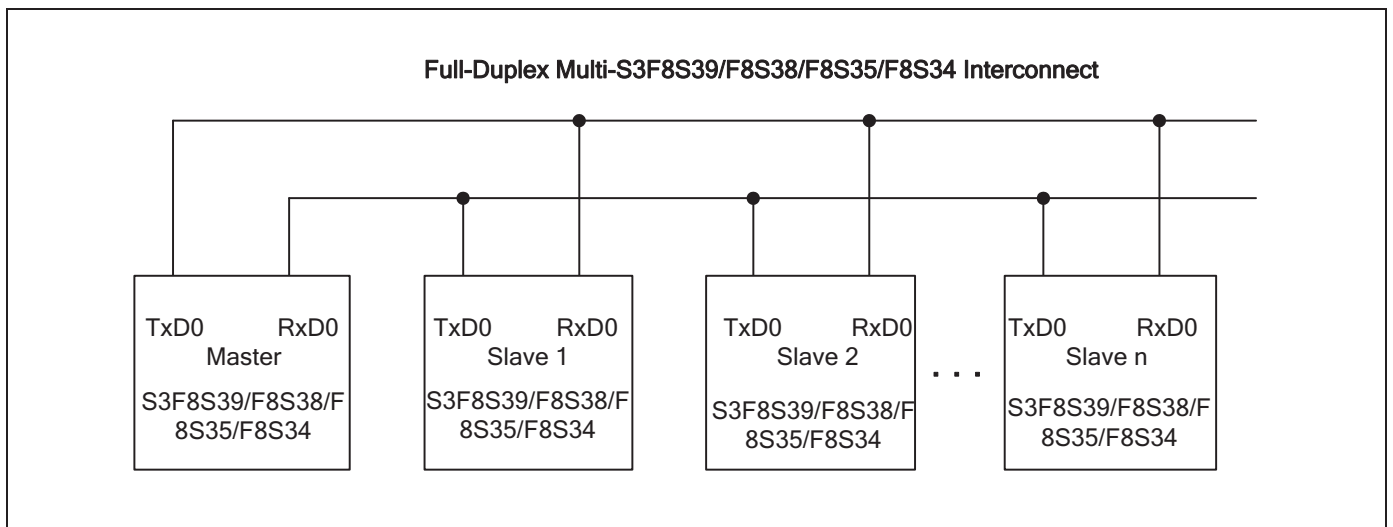 Full-Duplex Multi-S3F8S39/F8S38/F8S35/F8S34 Interconnect
TxD0 RxD0
Master
S3F8S39/F8S38/F
8S35/F8S34
TxD0 RxD0
Slave 1
S3F8S39/F8S38/F
8S35/F8S34
TxD0 RxD0
Slave 2
S3F8S39/F8S38/F
8S35/F8S34
. . .
TxD0 RxD0
Slave n
S3F8S39/F8S38/F
8S35/F8S34